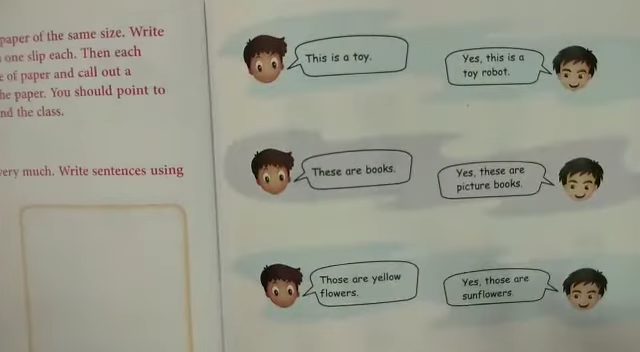 paper of the same size. Write
one slip each. Then each
of paper and call out a
the paper. You should point to
the class.
very much. Write sentences using
This is a toy.
Yes, this is a
toy robot.
These are books.
Yes, these are
picture books.
Those are yellow
flowers.
Yes, those are
sunflowers.